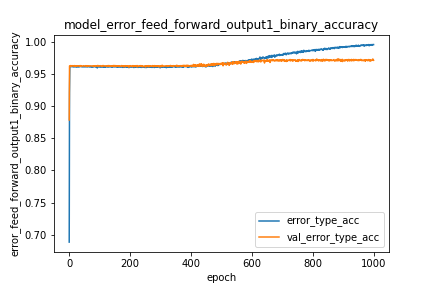 model_error_feed_forward_output1_binary_accuracy
error_feed_forward_output1_binary_accuracy
1.00
0.95
0.90
0.85
0.80
0.75
0.70
0
200
400
600
800
1000
epoch
error_type_acc
val_error_type_acc